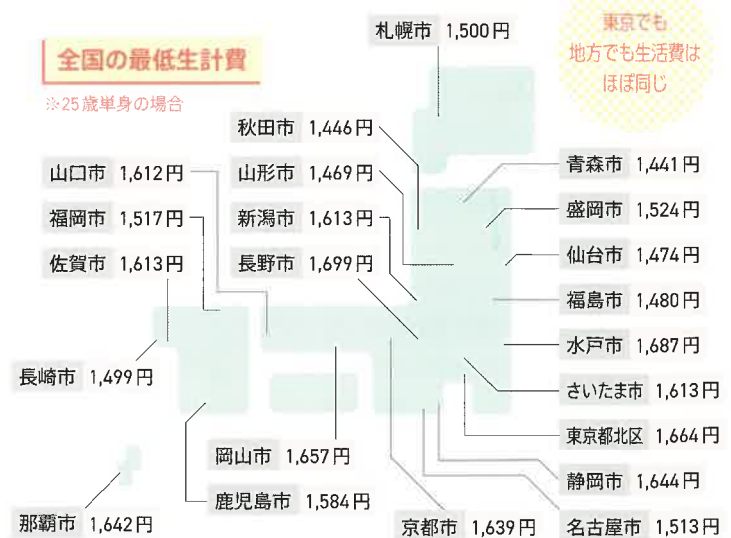 全国の最低生計費
※25歳単身の場合
東京でも
地方でも生活費は
ほぼ同じ
札幌市 1,500円
秋田市 1,446円
山形市 1,469円
新潟市 1,613円
長野市 1,699円
山口市 1,612円
福岡市 1,517円
佐賀市 1,613円
長崎市 1,499円
那覇市 1,642円
岡山市 1,657円
鹿児島市 1,584円
京都市 1,639円
青森市 1,441円
盛岡市 1,524円
仙台市 1,474円
福島市 1,480円
水戸市 1,687円
さいたま市 1,613円
東京都北区 1,664円
静岡市 1,644円
名古屋市 1,513円